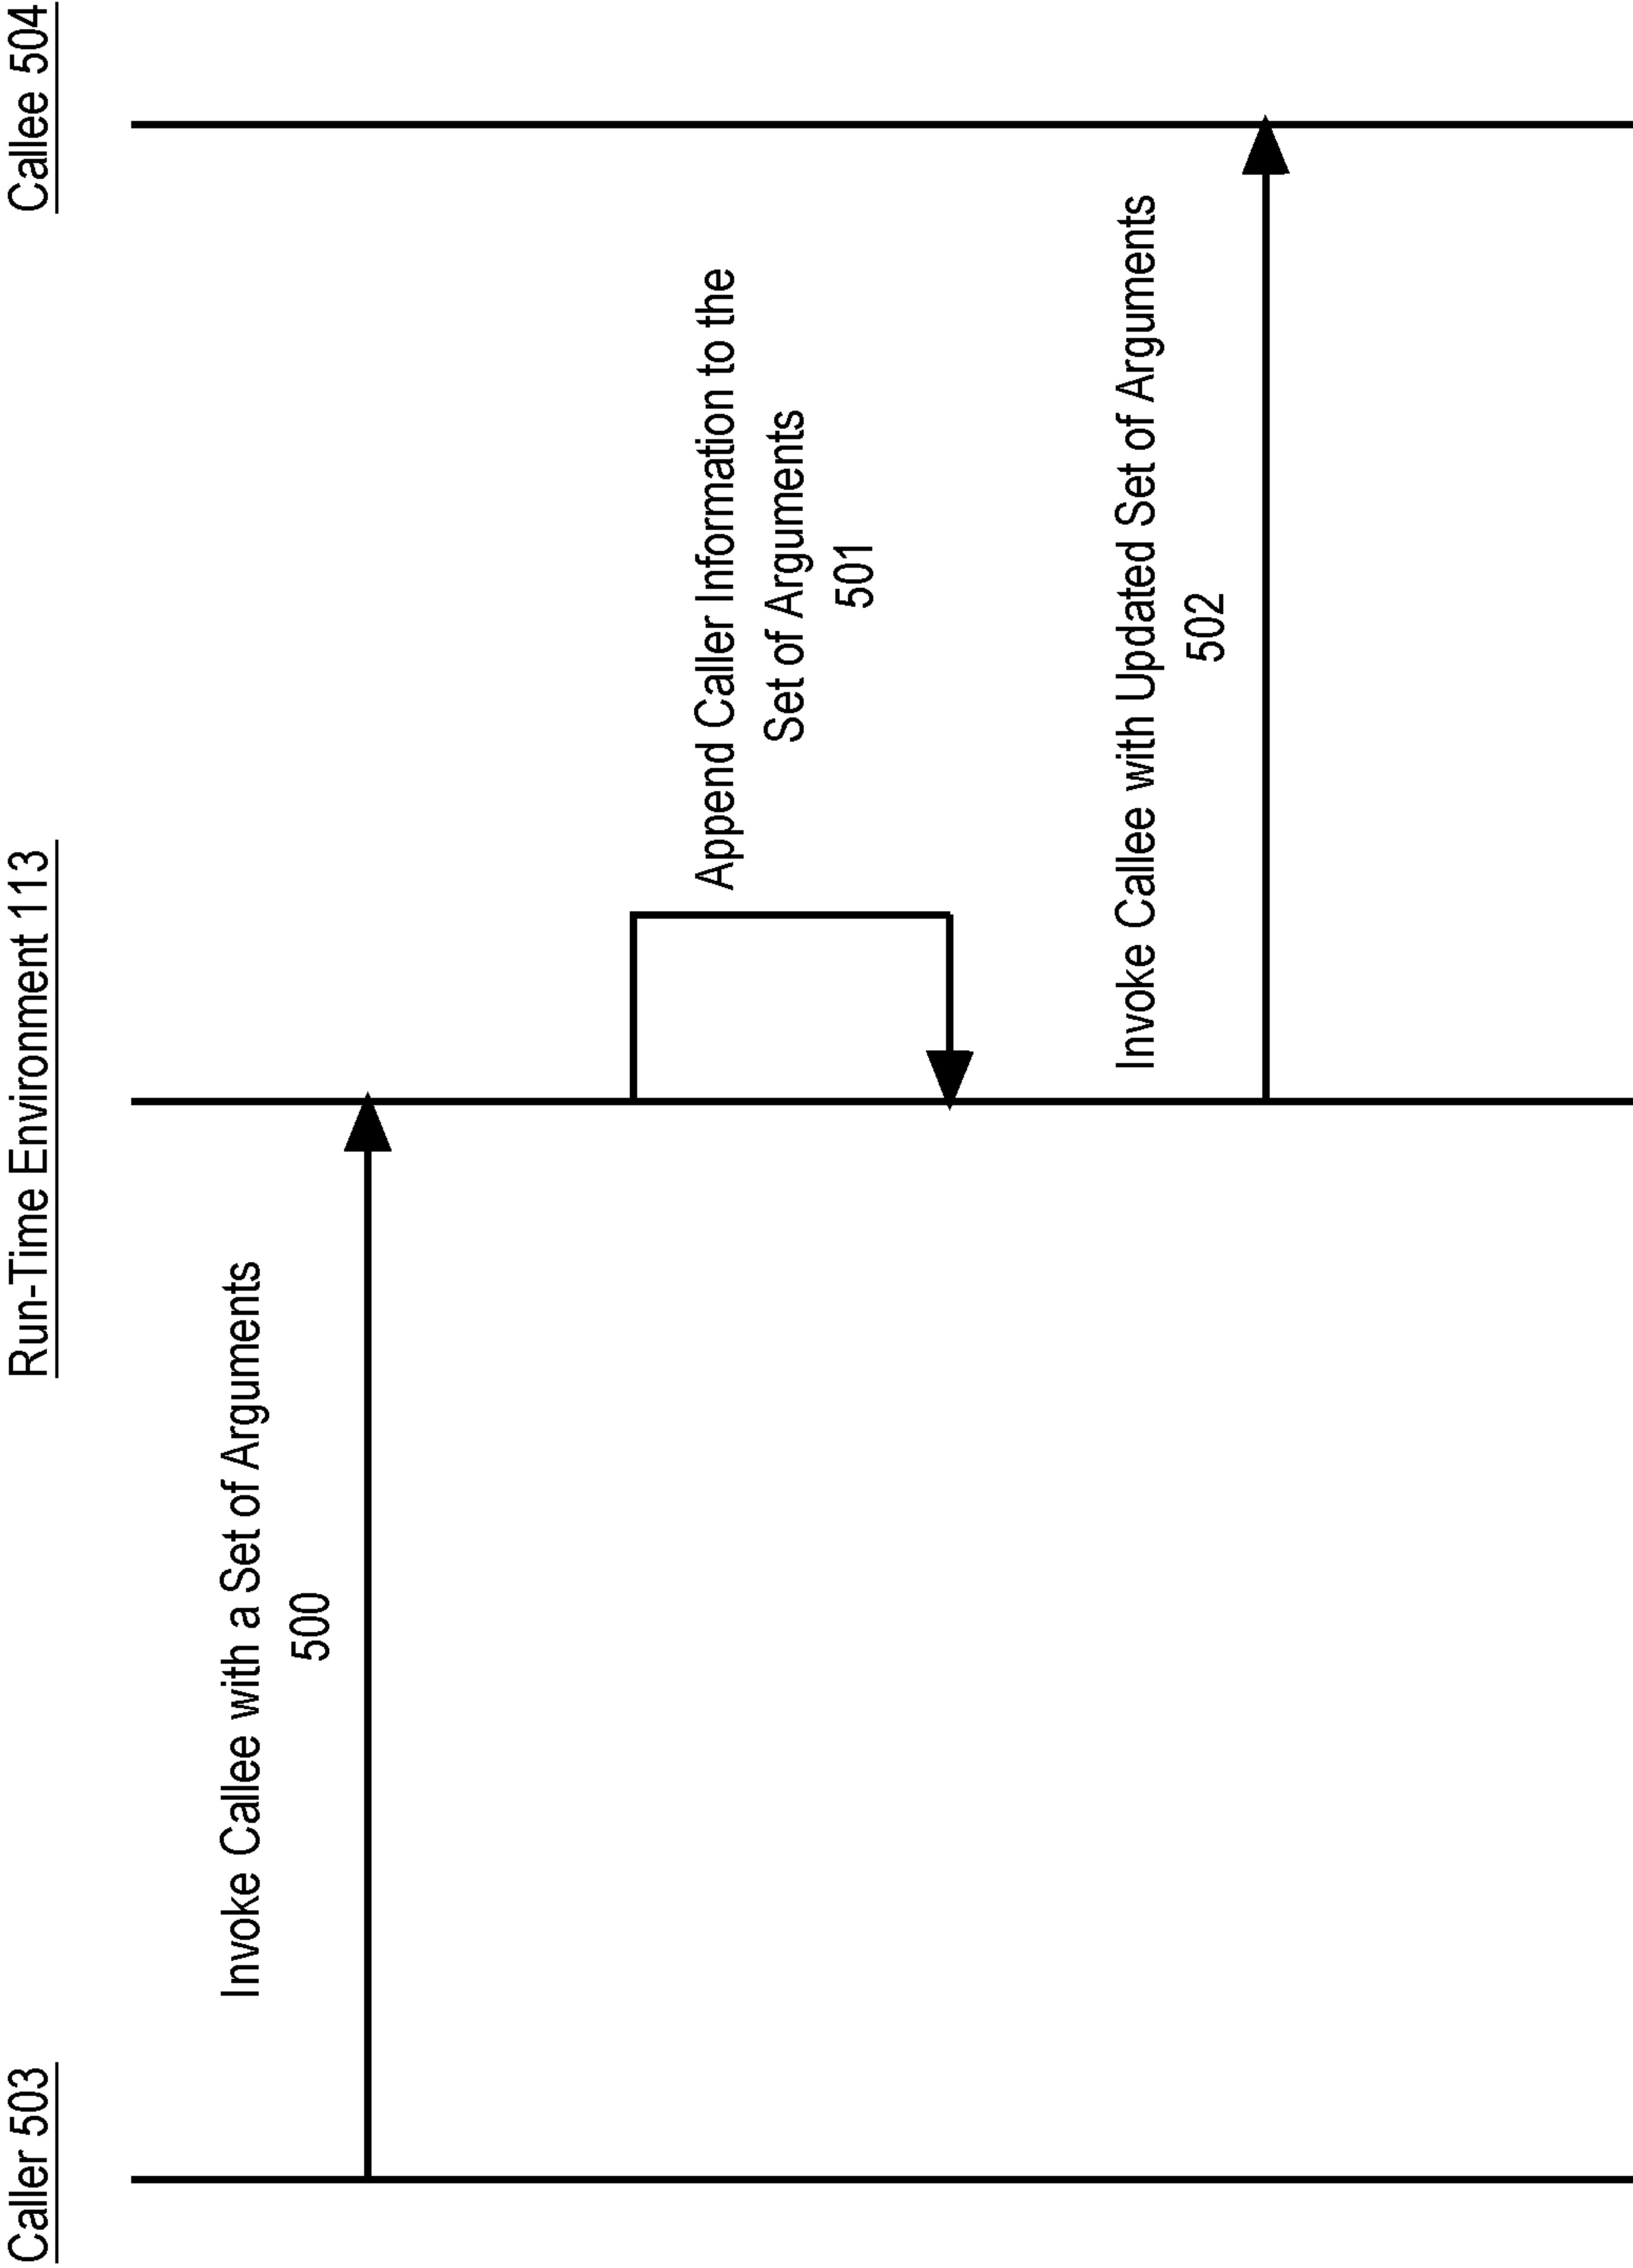 Caller 503
Run-Time Environment 113
Callee 504
Invoke Callee with a Set of Arguments
500
Append Caller Information to the
Set of Arguments
501
Invoke Callee with Updated Set of Arguments
502